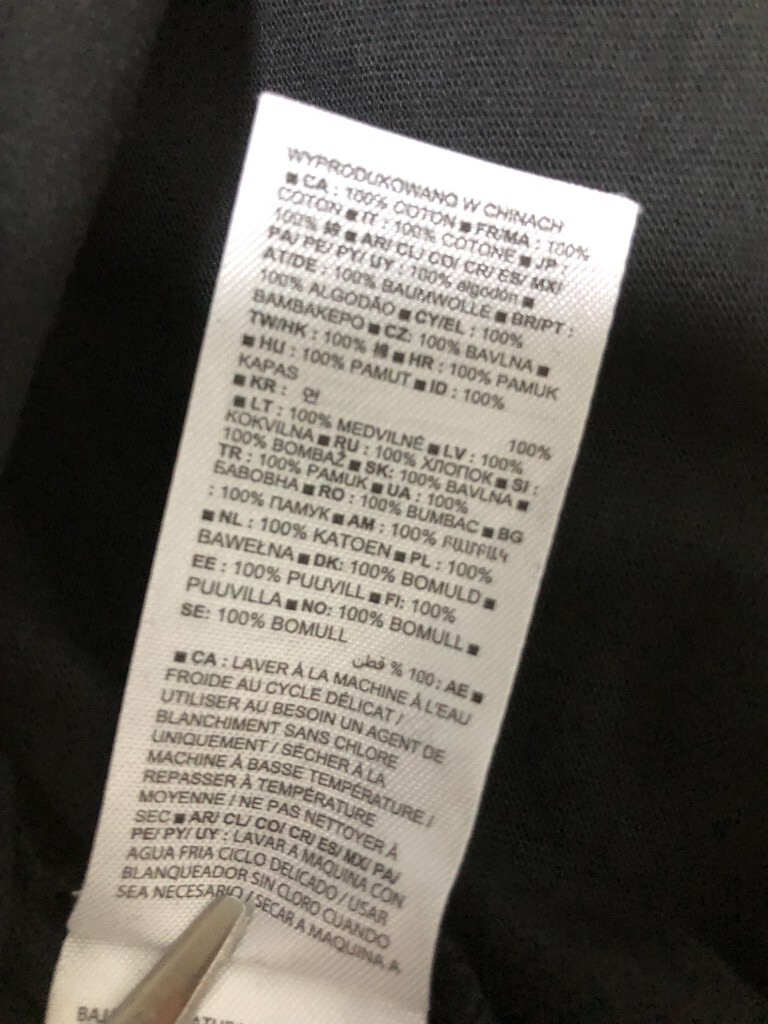 WYPRODUKOWANO W CHINACH
■ CA : 100% COTON ■ FR/MA : 100%
COTON ■ IT : 100% COTONE ■ JP :
100% 綿 ■ AR/ CL/ CO/ CR/ ES/ MX/
PA/ PE/ PY/ UY : 100% algodón ■
AT/DE : 100% BAUMWOLLE ■ BR/PT :
100% ALGODÃO ■ CY/EL : 100%
ΒΑΜΒΑΚΕΡΟ ■ CZ: 100% BAVLNA ■
TW/HK : 100% 棉 ■ HR : 100% PAMUK
■ HU : 100% PAMUT ■ ID : 100%
KAPAS
■ KR : 면 100%
■ LT : 100% MEDVILNĖ ■ LV : 100%
KOKVILNA ■ RU : 100% ХЛОПОК ■ SI :
100% BOMBAŽ ■ SK: 100% BAVLNA ■
TR : 100% PAMUK ■ UA : 100%
БАВОВНА ■ RO : 100% BUMBAC ■ BG
: 100% ПАМУК ■ AM : 100% ԲԱՄԲԱԿ
■ NL : 100% KATOEN ■ PL : 100%
BAWEŁNA ■ DK: 100% BOMULD ■
EE : 100% PUUVILL ■ FI: 100%
PUUVILLA ■ NO: 100% BOMULL ■
SE: 100% BOMULL
■ AE : 100 % قطن
■ CA : LAVER À LA MACHINE À L'EAU
FROIDE AU CYCLE DÉLICAT /
UTILISER AU BESOIN UN AGENT DE
BLANCHIMENT SANS CHLORE
UNIQUEMENT / SÉCHER À LA
MACHINE À BASSE TEMPÉRATURE /
REPASSER À TEMPÉRATURE
MOYENNE / NE PAS NETTOYER À
SEC ■ AR/ CL/ CO/ CR/ ES/ MX/ PA/
PE/ PY/ UY : LAVAR A MAQUINA CON
AGUA FRIA CICLO DELICADO / USAR
BLANQUEADOR SIN CLORO CUANDO
SEA NECESARIO / SECAR A MAQUINA A